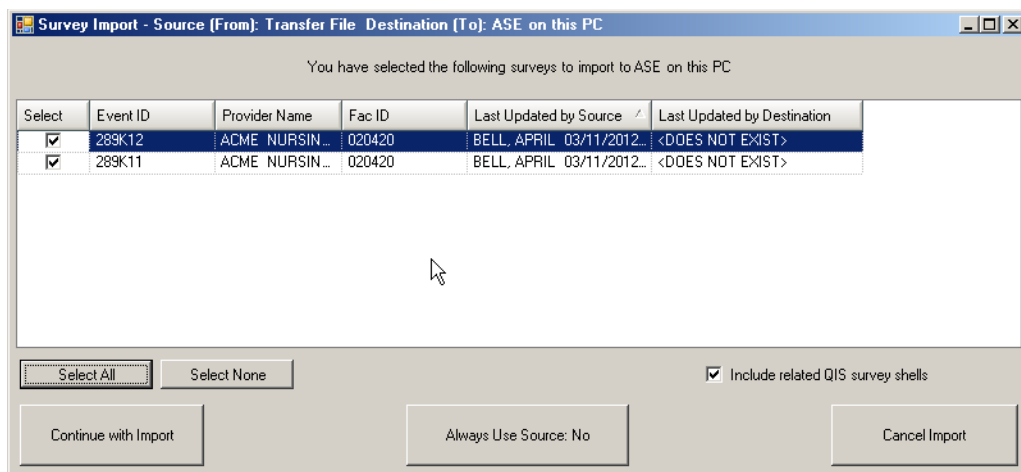 Survey Import - Source (From): Transfer File Destination (To): ASE on this PC
You have selected the following surveys to import to ASE on this PC
Select Event ID Provider Name Fac ID Last Updated by Source Last Updated by Destination
289K12 ACME NURSIN... 020420 BELL, APRIL 03/11/2012... <DOES NOT EXIST>
289K11 ACME NURSIN... 020420 BELL, APRIL 03/11/2012... <DOES NOT EXIST>
Select All Select None Include related QIS survey shells
Continue with Import Always Use Source: No Cancel Import